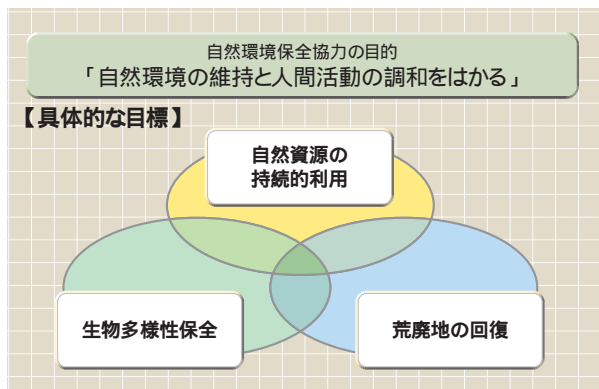 自然環境保全協力の目的
「自然環境の維持と人間活動の調和をはかる」
【具体的な目標】
自然資源の
持続的利用
生物多様性保全
荒廃地の回復